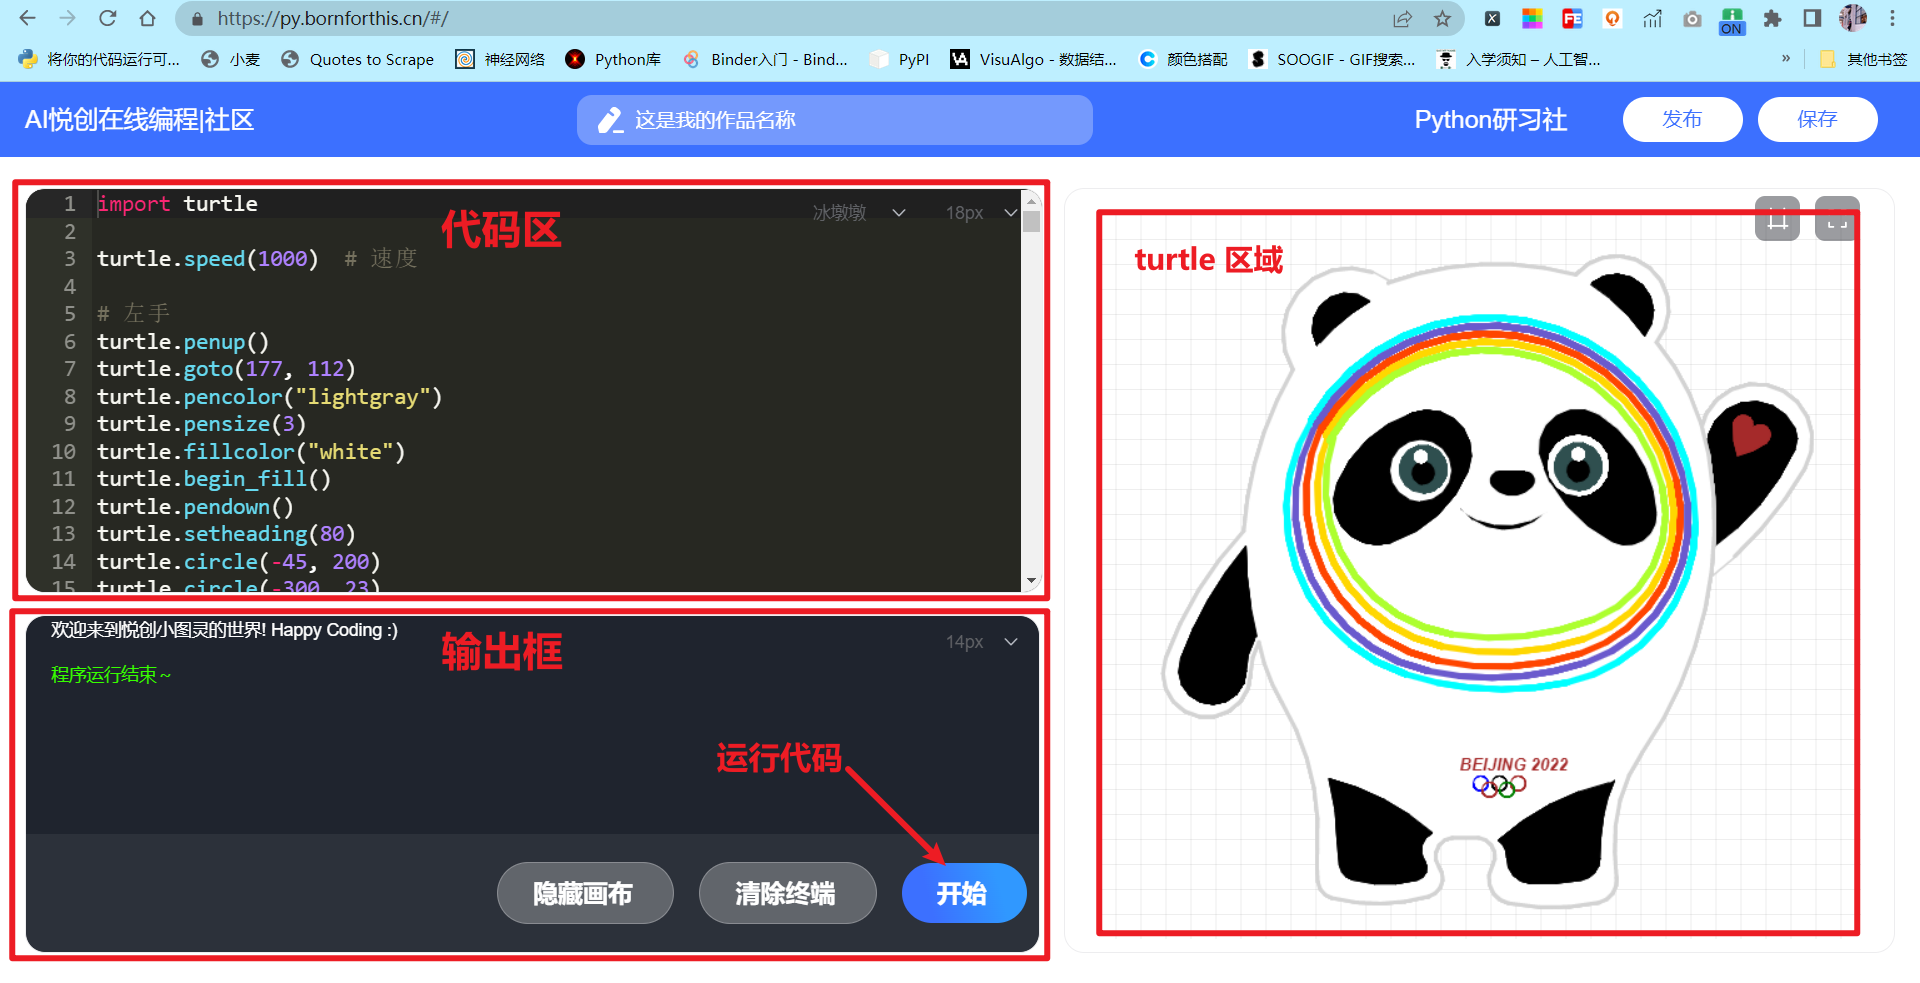 https://py.bornforthis.cn/#/
ON
将你的代码运行可... 小麦 Quotes to Scrape 神经网络 Python库 Binder入门 - Bind... PyPI VisuAlgo - 数据结... 颜色搭配 SOOGIF - GIF搜索... 入学须知 – 人工智... » 其他书签
AI悦创在线编程|社区 这是我的作品名称 Python研习社 发布 保存
代码区
冰墩墩 18px
1 import turtle
2
3 turtle.speed(1000)  # 速度
4
5 # 左手
6 turtle.penup()
7 turtle.goto(177, 112)
8 turtle.pencolor("lightgray")
9 turtle.pensize(3)
10 turtle.fillcolor("white")
11 turtle.begin_fill()
12 turtle.pendown()
13 turtle.setheading(80)
14 turtle.circle(-45, 200)
15 turtle.circle(-300, 23)
欢迎来到悦创小图灵的世界! Happy Coding :)
输出框
14px
程序运行结束 ~
运行代码
隐藏画布 清除终端 开始
turtle 区域
BEIJING 2022